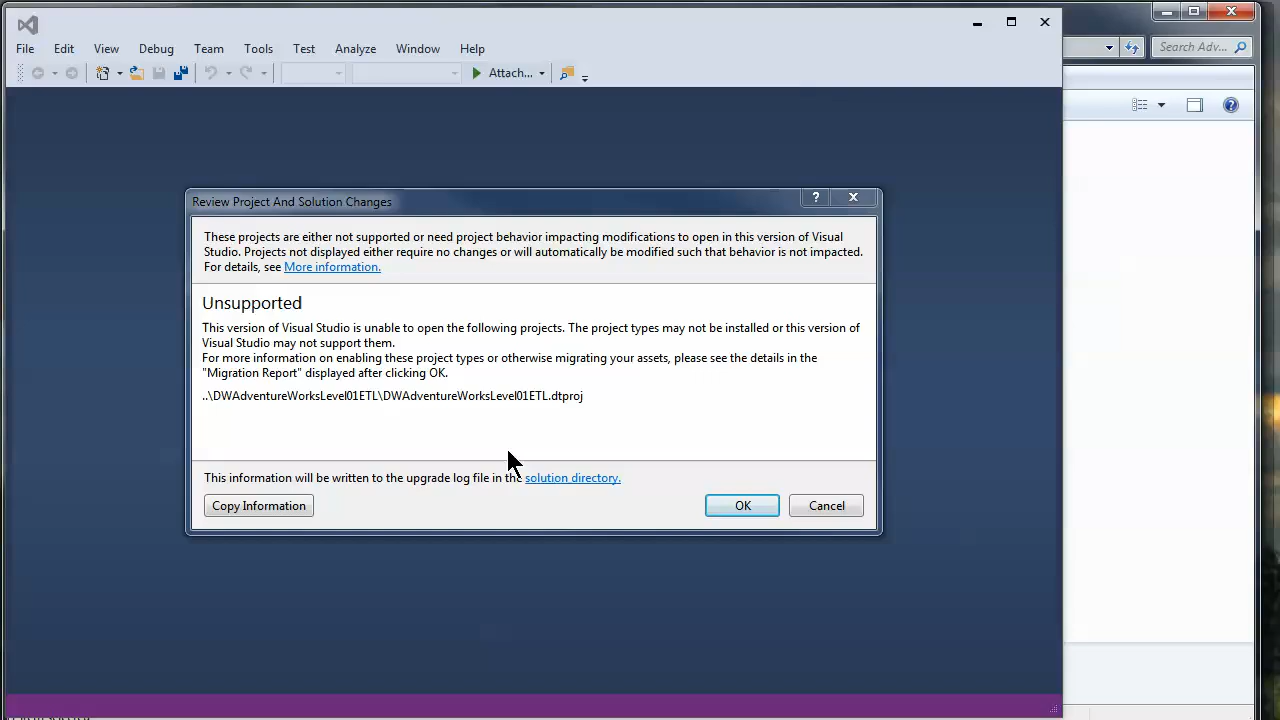 File Edit View Debug Team Tools Test Analyze Window Help
Search Adv...
Attach...
Review Project And Solution Changes
These projects are either not supported or need project behavior impacting modifications to open in this version of Visual
Studio. Projects not displayed either require no changes or will automatically be modified such that behavior is not impacted.
For details, see More information.
Unsupported
This version of Visual Studio is unable to open the following projects. The project types may not be installed or this version of
Visual Studio may not support them.
For more information on enabling these project types or otherwise migrating your assets, please see the details in the
"Migration Report" displayed after clicking OK.
..\DWAdventureWorksLevel01ETL\DWAdventureWorksLevel01ETL.dtproj
This information will be written to the upgrade log file in the solution directory.
Copy Information OK Cancel